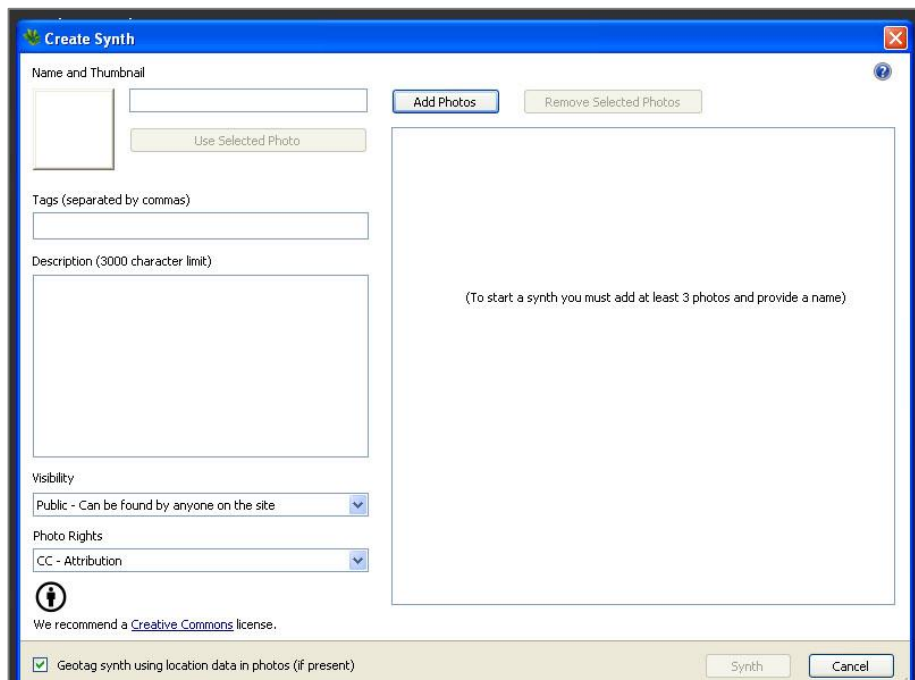 Create Synth
Name and Thumbnail
Add Photos
Remove Selected Photos
Use Selected Photo
Tags (separated by commas)
Description (3000 character limit)
(To start a synth you must add at least 3 photos and provide a name)
Visibility
Public - Can be found by anyone on the site
Photo Rights
CC - Attribution
We recommend a Creative Commons license.
Geotag synth using location data in photos (if present)
Synth
Cancel